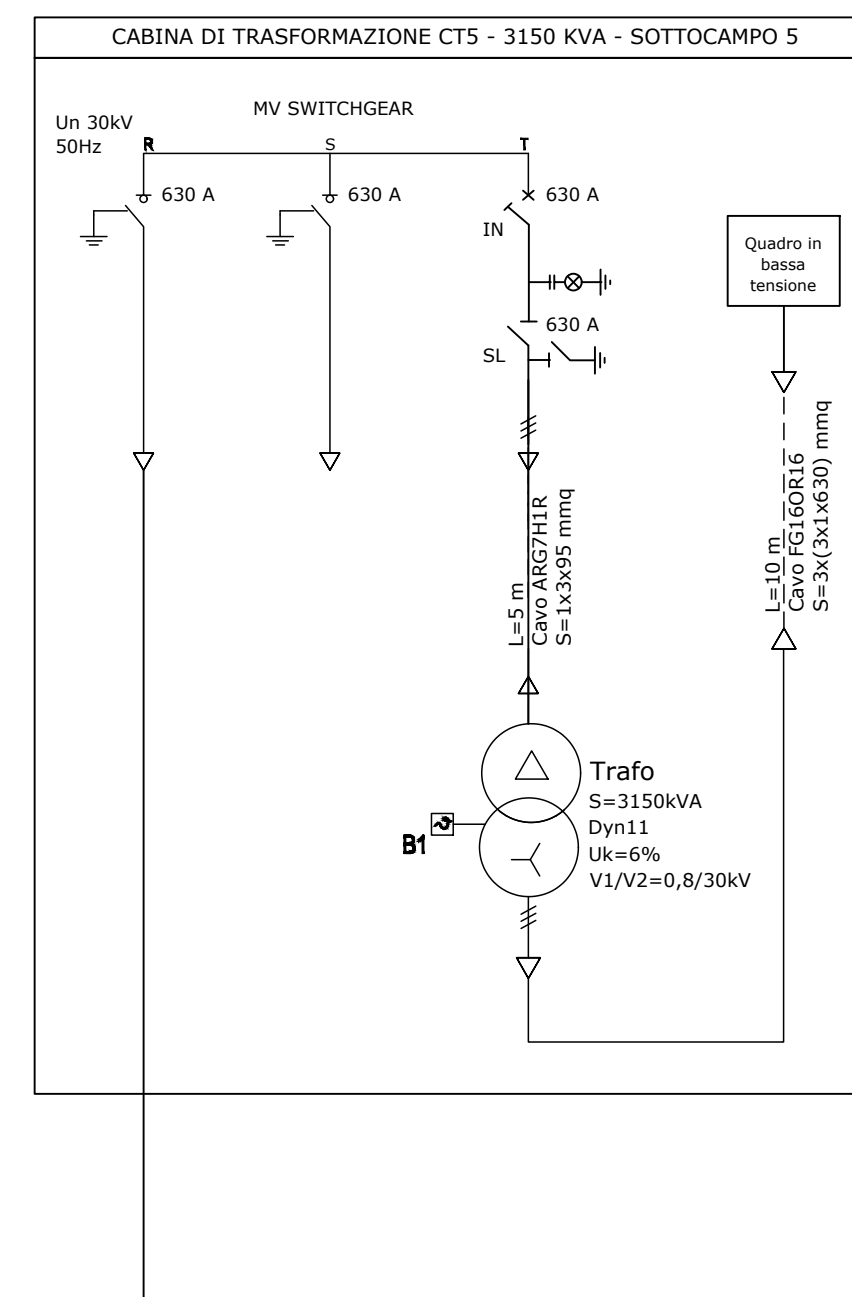 CABINA DI TRASFORMAZIONE CT5 - 3150 KVA - SOTTOCAMPO 5
MV SWITCHGEAR
Un 30kV
50Hz
R
S
T
630 A
630 A
630 A
IN
630 A
SL
Quadro in
bassa
tensione
L=5 m
Cavo ARG7H1R
S=1x3x95 mmq
L=10 m
Cavo FG16OR16
S=3x(3x1x630) mmq
Trafo
S=3150kVA
Dyn11
Uk=6%
V1/V2=0,8/30kV
B1